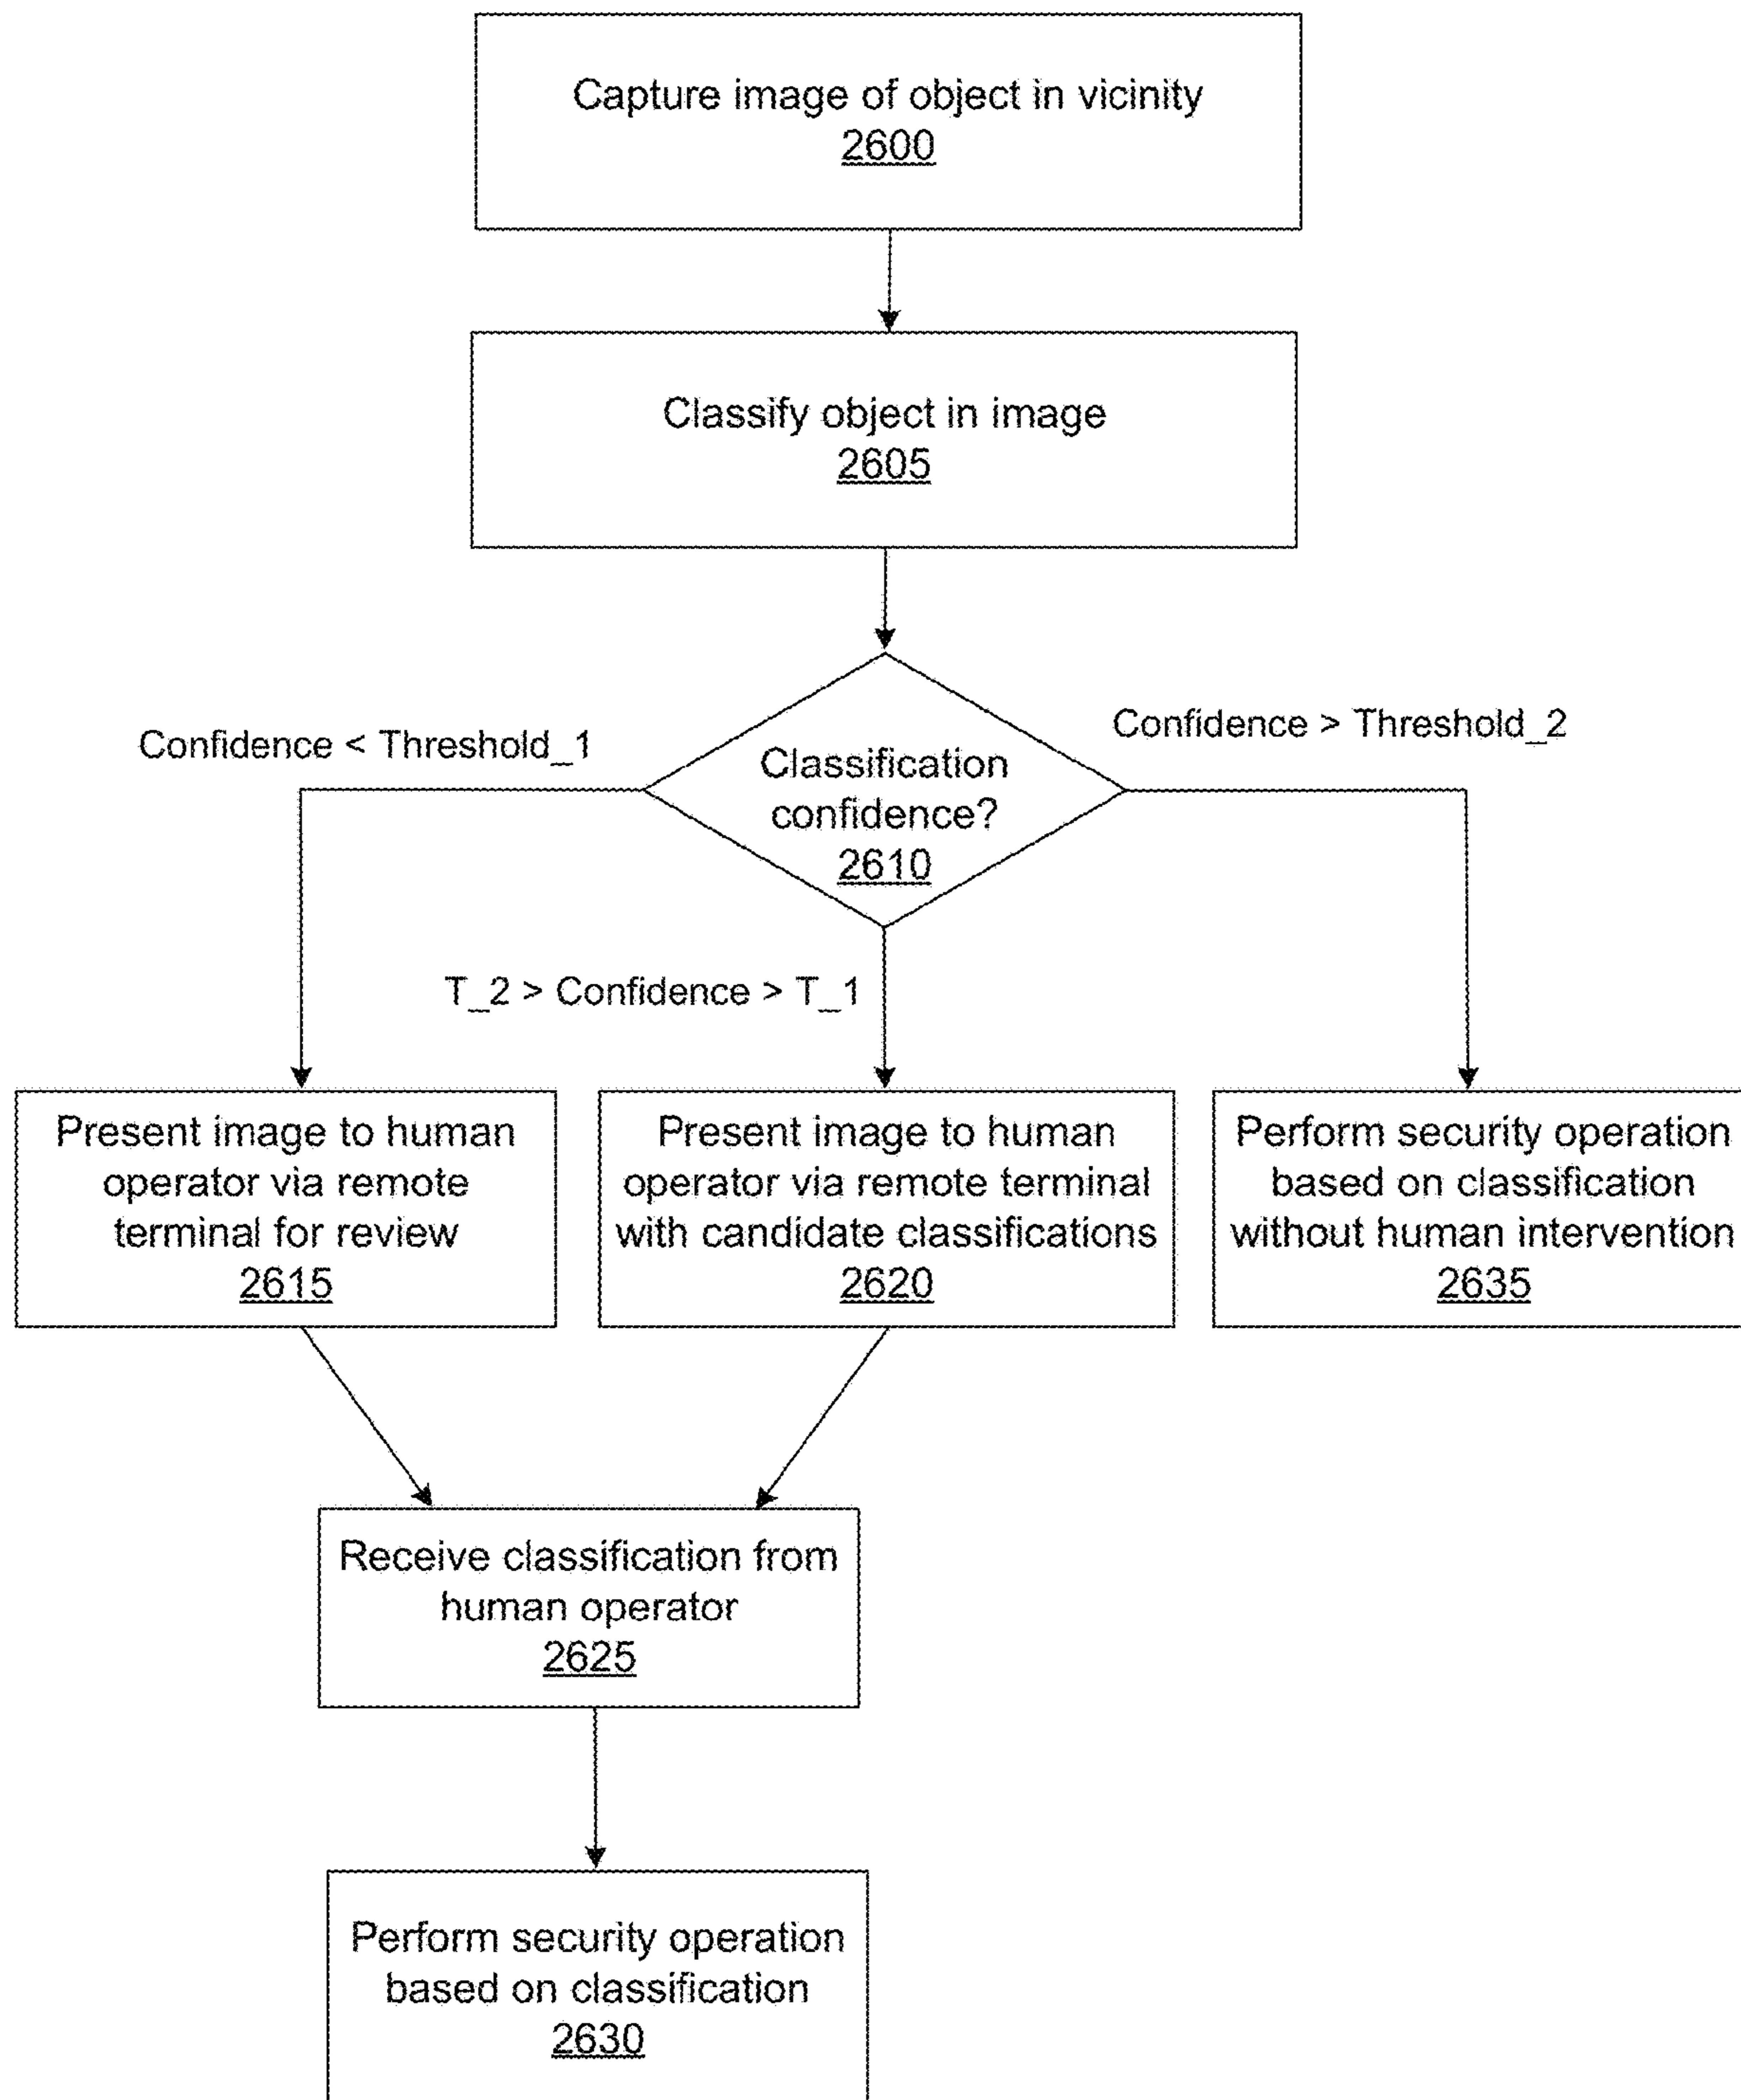 Capture image of object in vicinity
2600
Classify object in image
2605
Confidence < Threshold_1
Confidence > Threshold_2
Classification
confidence?
2610
T_2 > Confidence > T_1
Present image to human
operator via remote
terminal for review
2615
Present image to human
operator via remote terminal
with candidate classifications
2620
Perform security operation
based on classification
without human intervention
2635
Receive classification from
human operator
2625
Perform security operation
based on classification
2630